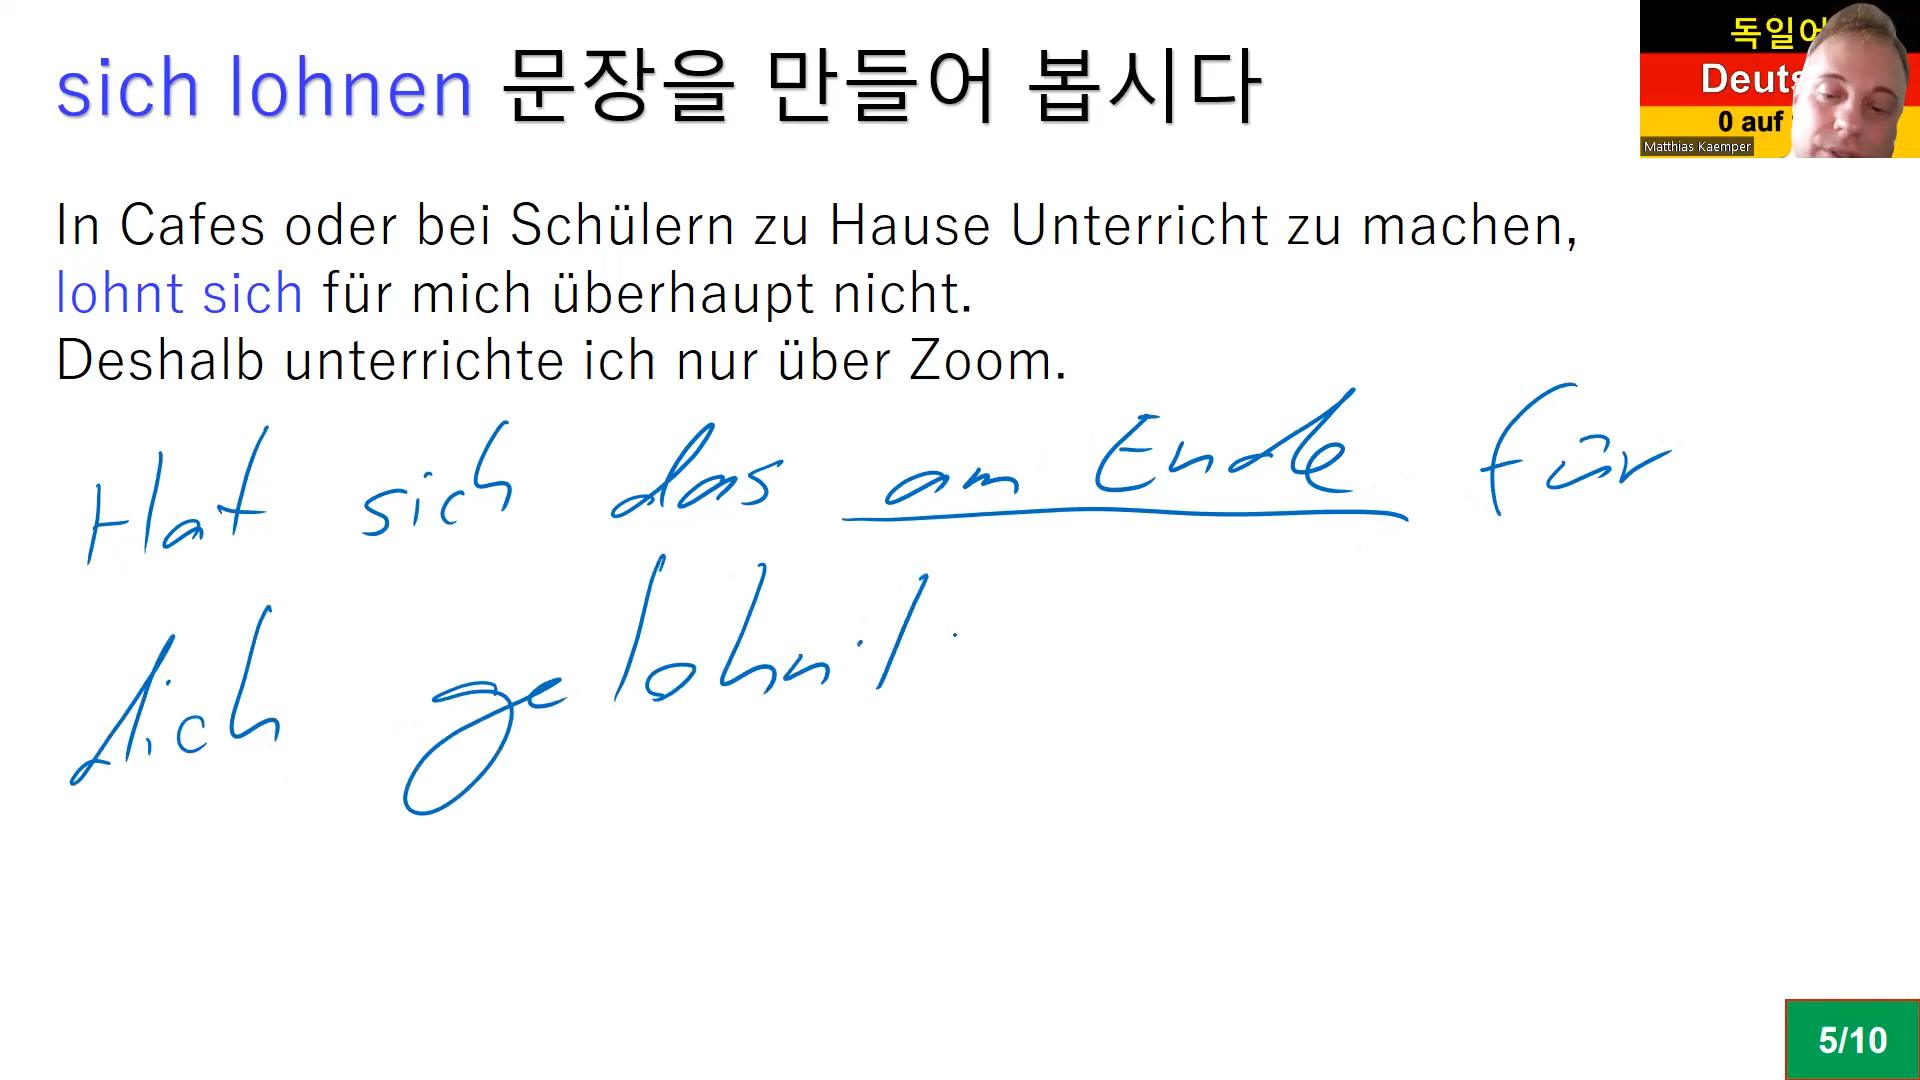 sich lohnen 문장을 만들어 봅시다
독일어
Deuts
0 auf
Matthias Kaemper
In Cafes oder bei Schülern zu Hause Unterricht zu machen,
lohnt sich für mich überhaupt nicht.
Deshalb unterrichte ich nur über Zoom.
Hat sich das am Ende für
dich gelohnt
5/10